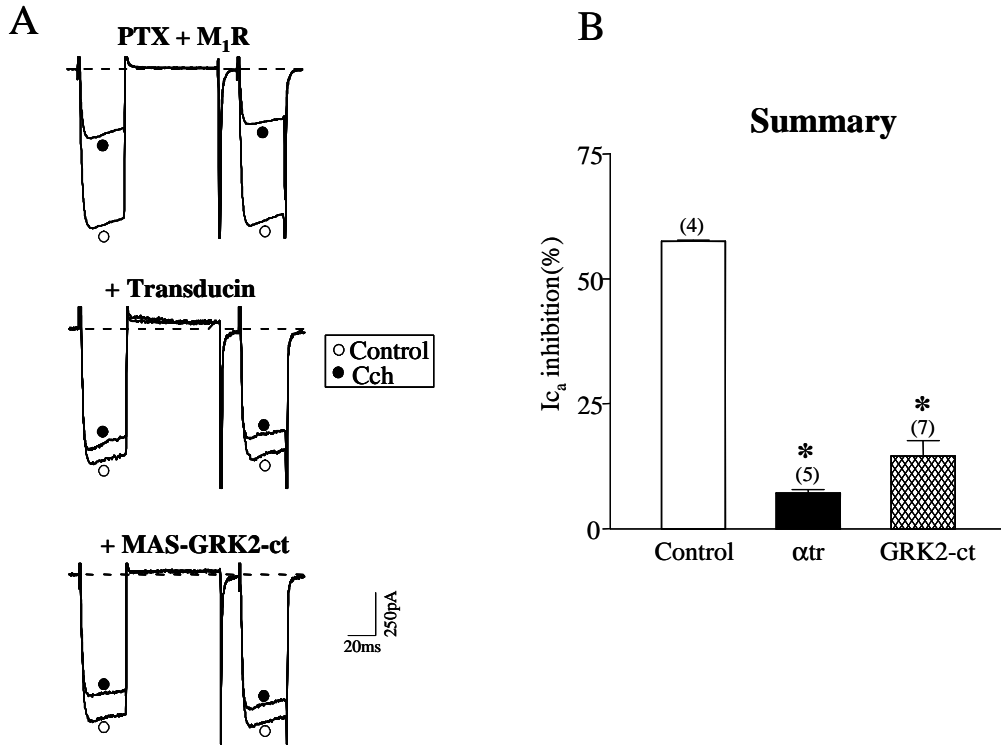 A
PTX + M1R
+ Transducin
Control
Cch
+ MAS-GRK2-ct
250pA
20ms
B
Summary
Ica inhibition(%)
75
50
25
0
(4)
*
(5)
*
(7)
Control
αtr
GRK2-ct